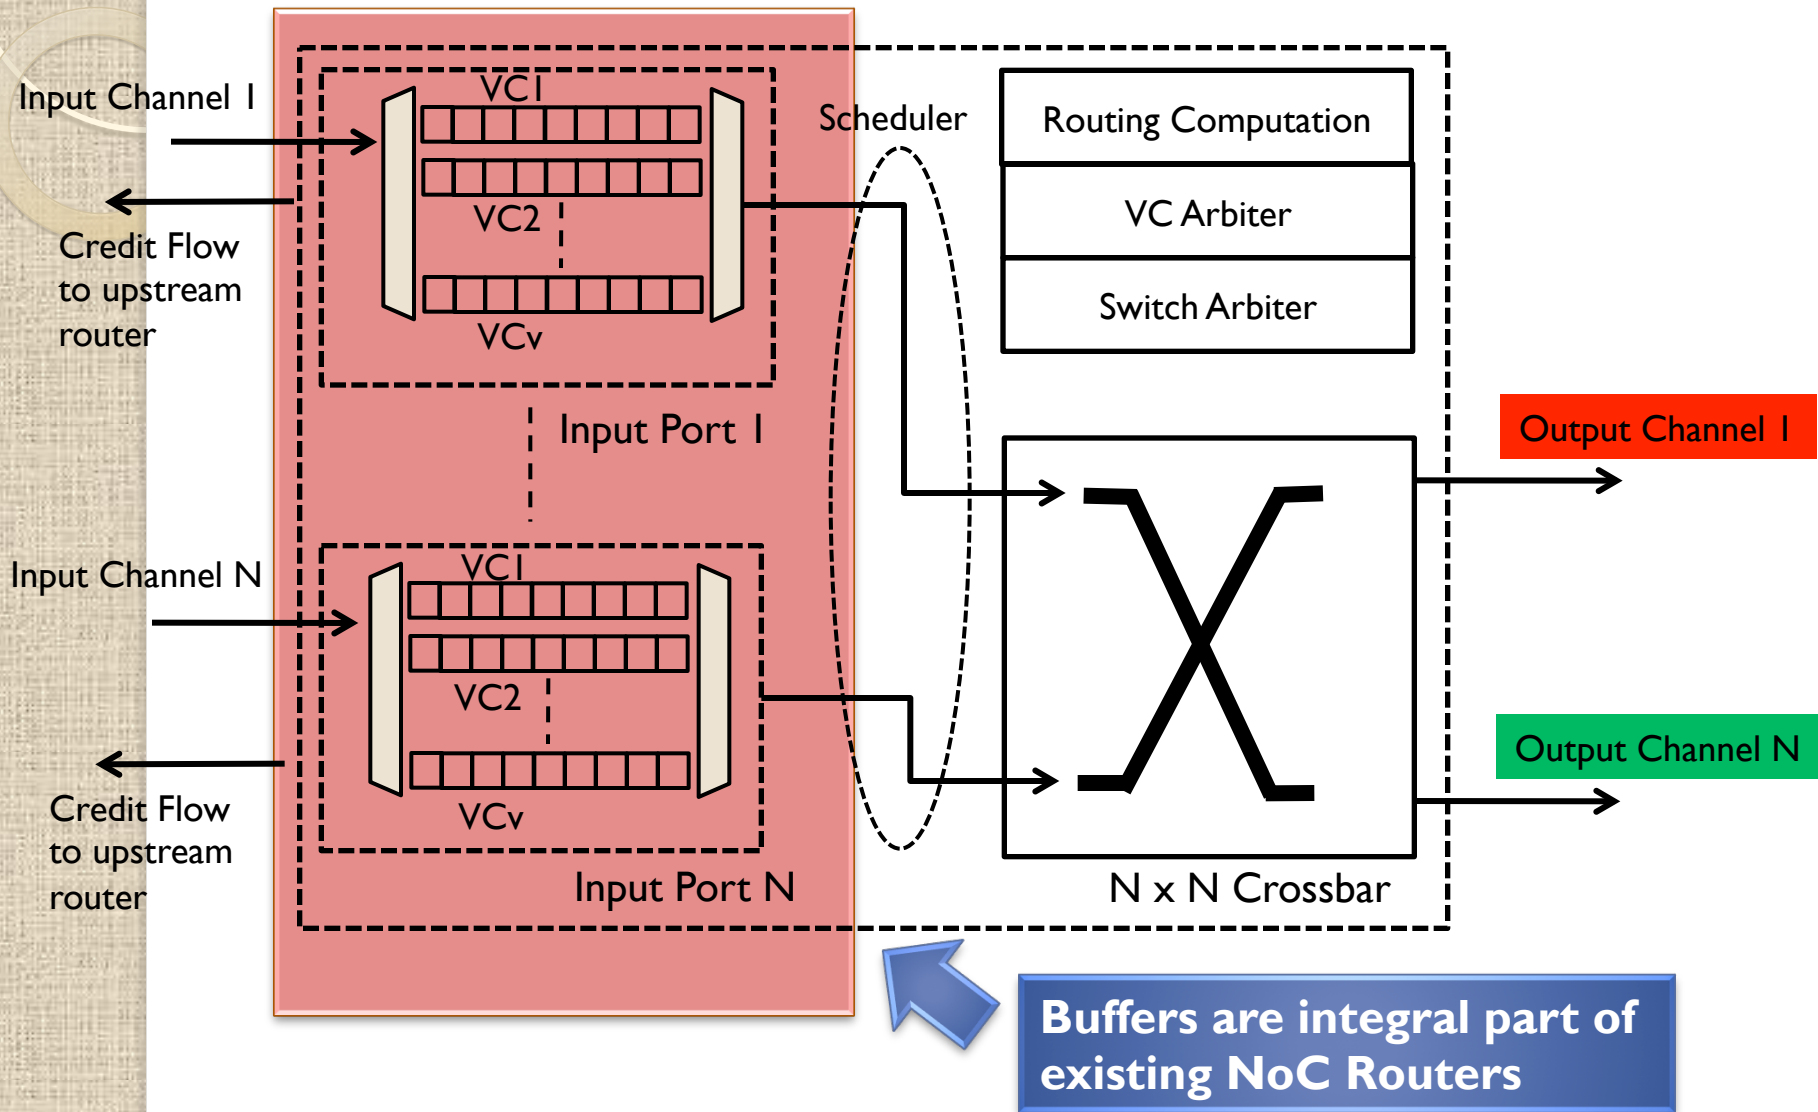 Input Channel 1
VC1
VC2
VCv
Credit Flow
to upstream
router
Input Port 1
Scheduler
Routing Computation
VC Arbiter
Switch Arbiter
Input Channel N
VC1
VC2
VCv
Credit Flow
to upstream
router
Input Port N
N x N Crossbar
Output Channel 1
Output Channel N
Buffers are integral part of
existing NoC Routers